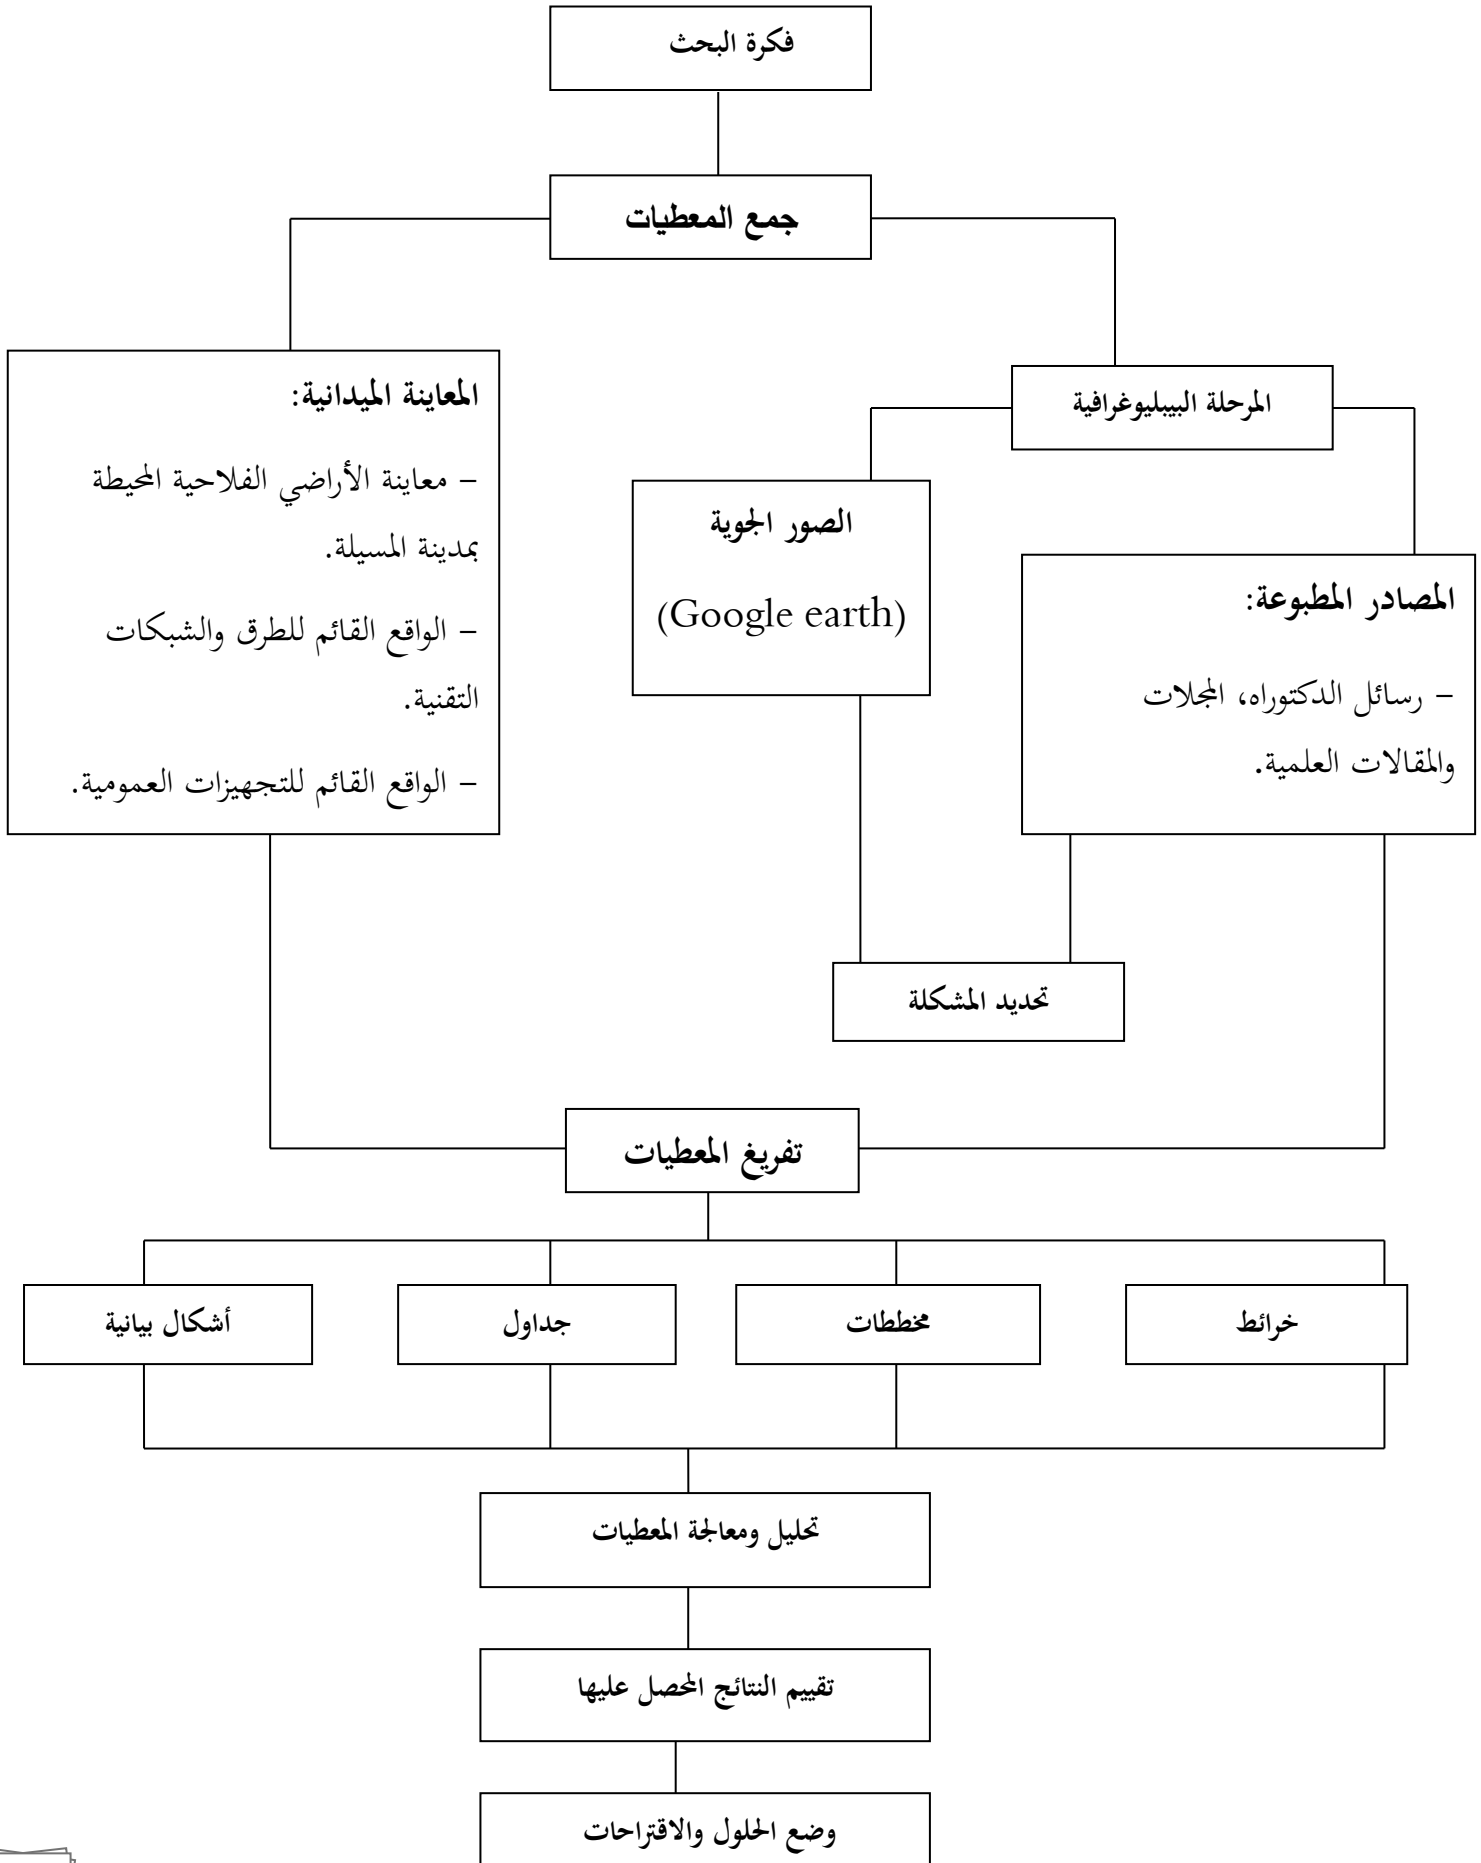 فكرة البحث
جمع المعطيات
المرحلة البيبليوغرافية
المعاينة الميدانية:
– معاينة الأراضي الفلاحية المحيطة
بمدينة المسيلة.
– الواقع القائم للطرق والشبكات
التقنية.
– الواقع القائم للتجهيزات العمومية.
الصور الجوية
(Google earth)
المصادر المطبوعة:
– رسائل الدكتوراه، المجلات
والمقالات العلمية.
تحديد المشكلة
تفريغ المعطيات
خرائط
مخططات
جداول
أشكال بيانية
تحليل ومعالجة المعطيات
تقييم النتائج المحصل عليها
وضع الحلول والاقتراحات